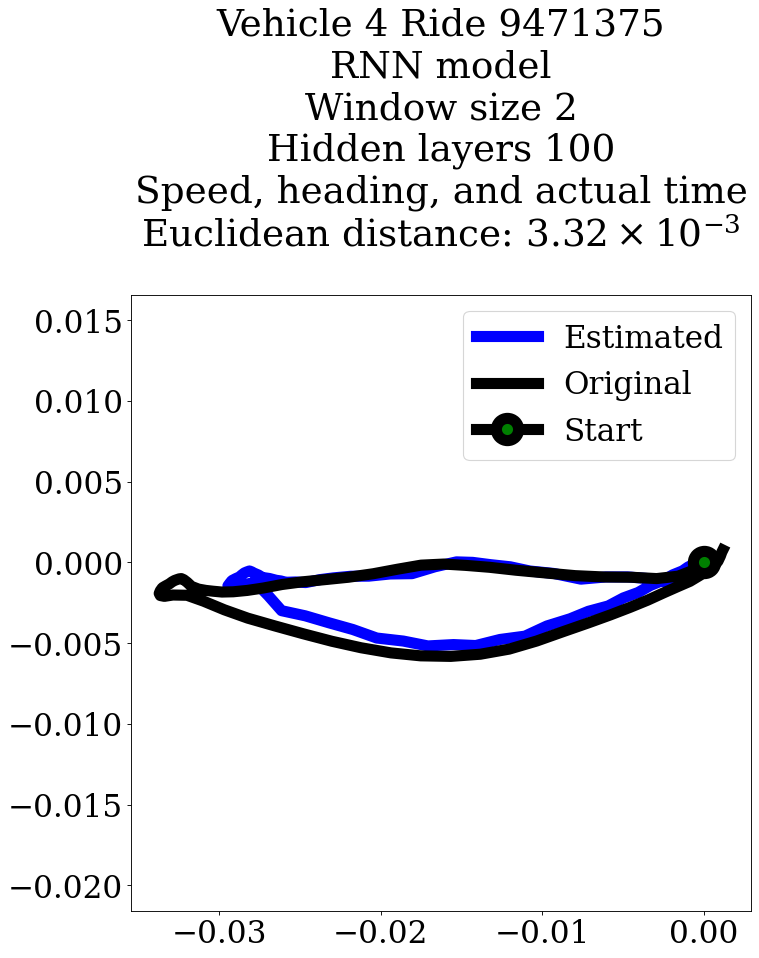 Vehicle 4 Ride 9471375
RNN model
Window size 2
Hidden layers 100
Speed, heading, and actual time
Euclidean distance: 3.32 × 10⁻³
Estimated
Original
Start
0.015
0.010
0.005
0.000
−0.005
−0.010
−0.015
−0.020
−0.03 −0.02 −0.01 0.00